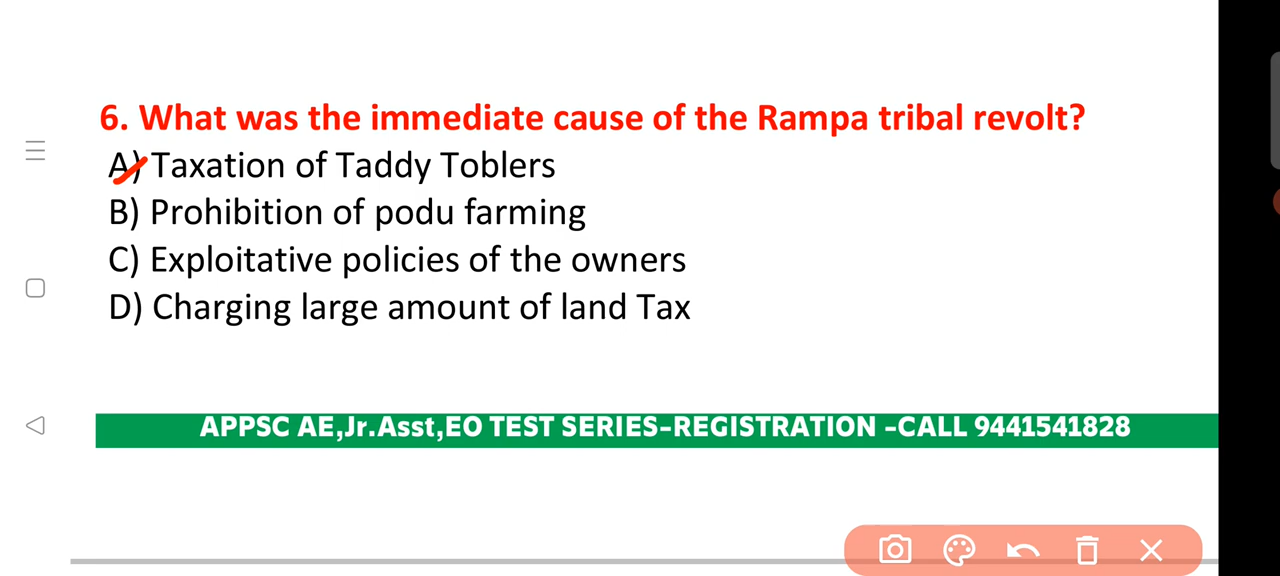 6. What was the immediate cause of the Rampa tribal revolt?
A) Taxation of Taddy Toblers
B) Prohibition of podu farming
C) Exploitative policies of the owners
D) Charging large amount of land Tax
APPSC AE,Jr.Asst,EO TEST SERIES-REGISTRATION -CALL 9441541828